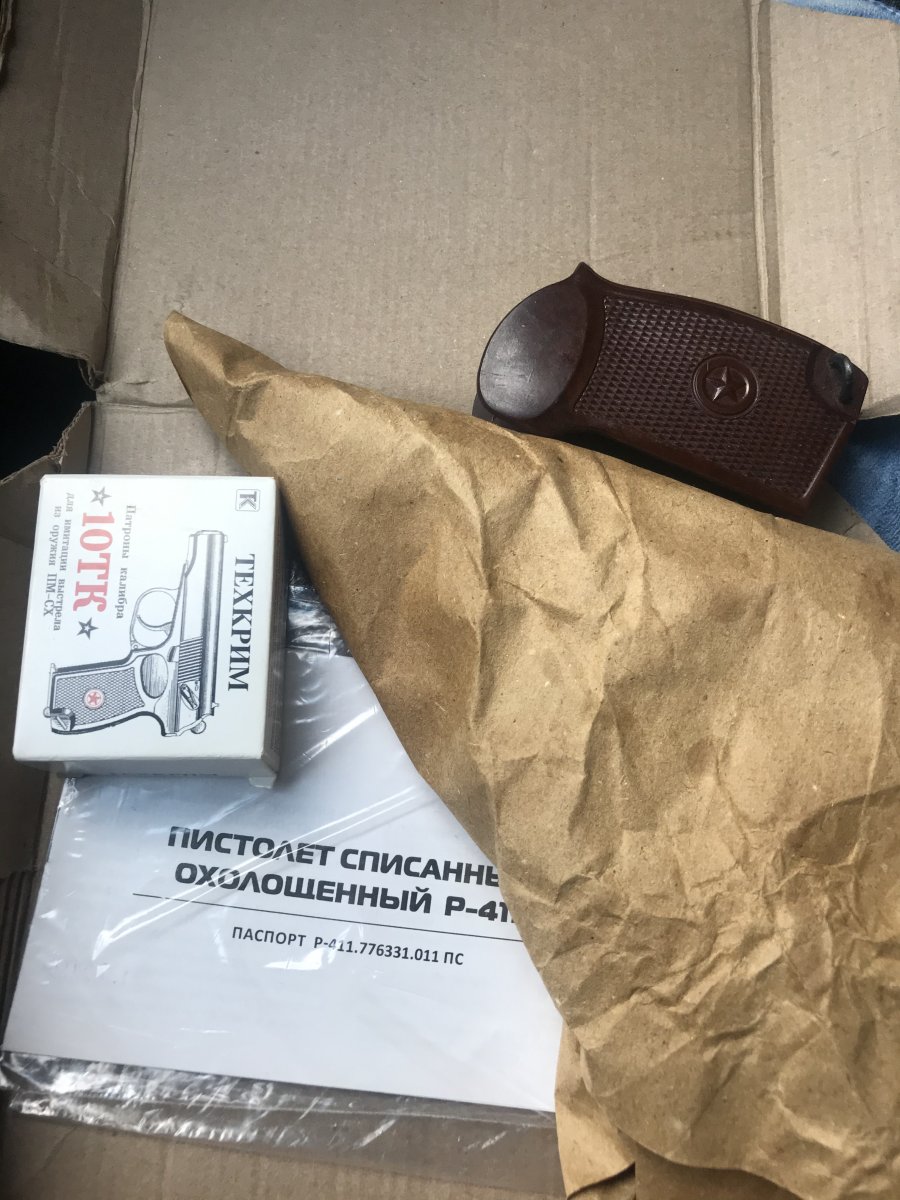 ТЕХКРИМ
Патроны калибра
10ТК
для имитации выстрела
из оружия ПМ-СХ
ПИСТОЛЕТ СПИСАННЫ
ОХОЛОЩЕННЫЙ Р-41
ПАСПОРТ Р-411.776331.011 ПС